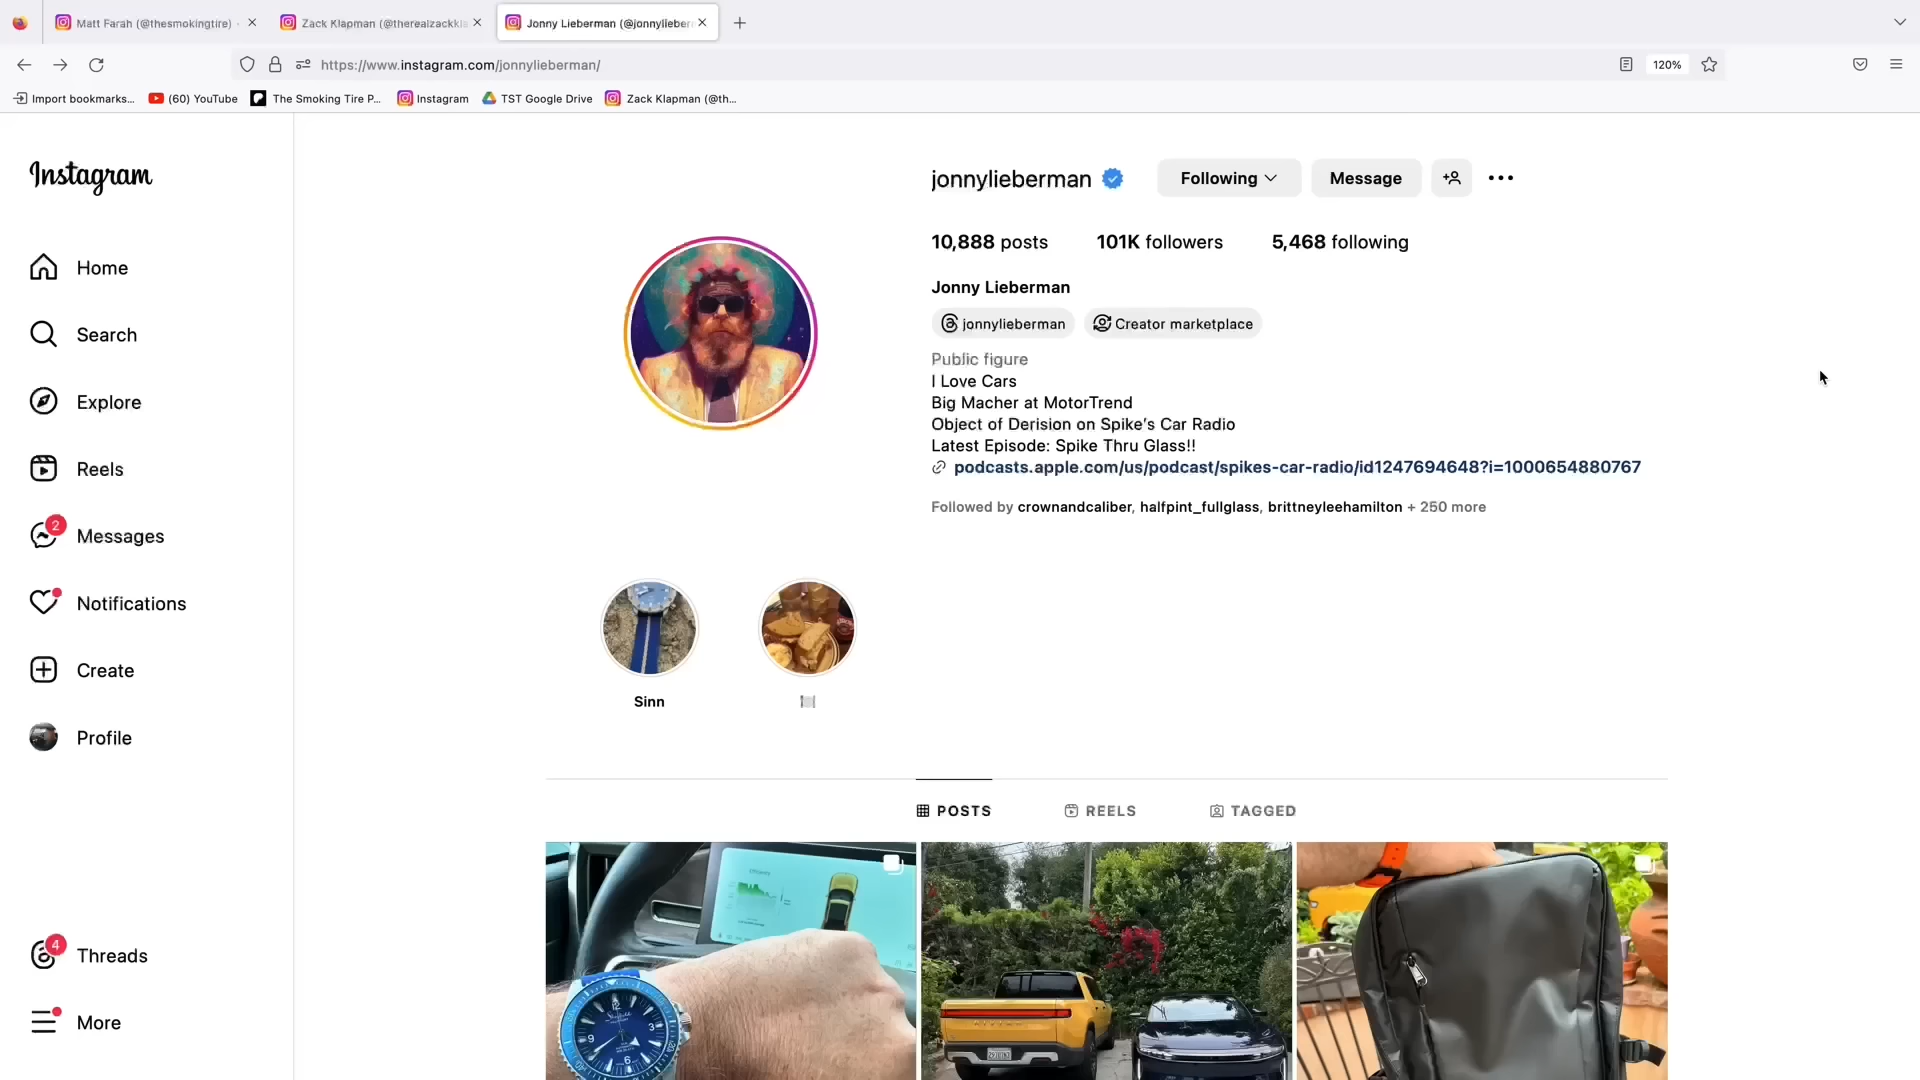 Matt Farah (@thesmokingtire) ·
Zack Klapman (@therealzackkla
Jonny Lieberman (@jonnylieber
https://www.instagram.com/jonnylieberman/
120%
Import bookmarks...
(60) YouTube
The Smoking Tire P...
Instagram
TST Google Drive
Zack Klapman (@th...
Instagram
Home
Search
Explore
Reels
2
Messages
Notifications
Create
Profile
4
Threads
More
jonnylieberman
Following
Message
10,888 posts 101K followers 5,468 following
Jonny Lieberman
jonnylieberman
Creator marketplace
Public figure
I Love Cars
Big Macher at MotorTrend
Object of Derision on Spike's Car Radio
Latest Episode: Spike Thru Glass!!
podcasts.apple.com/us/podcast/spikes-car-radio/id1247694648?i=1000654880767
Followed by crownandcaliber, halfpint_fullglass, brittneyleehamilton + 250 more
Sinn
POSTS
REELS
TAGGED
12
3
6
9